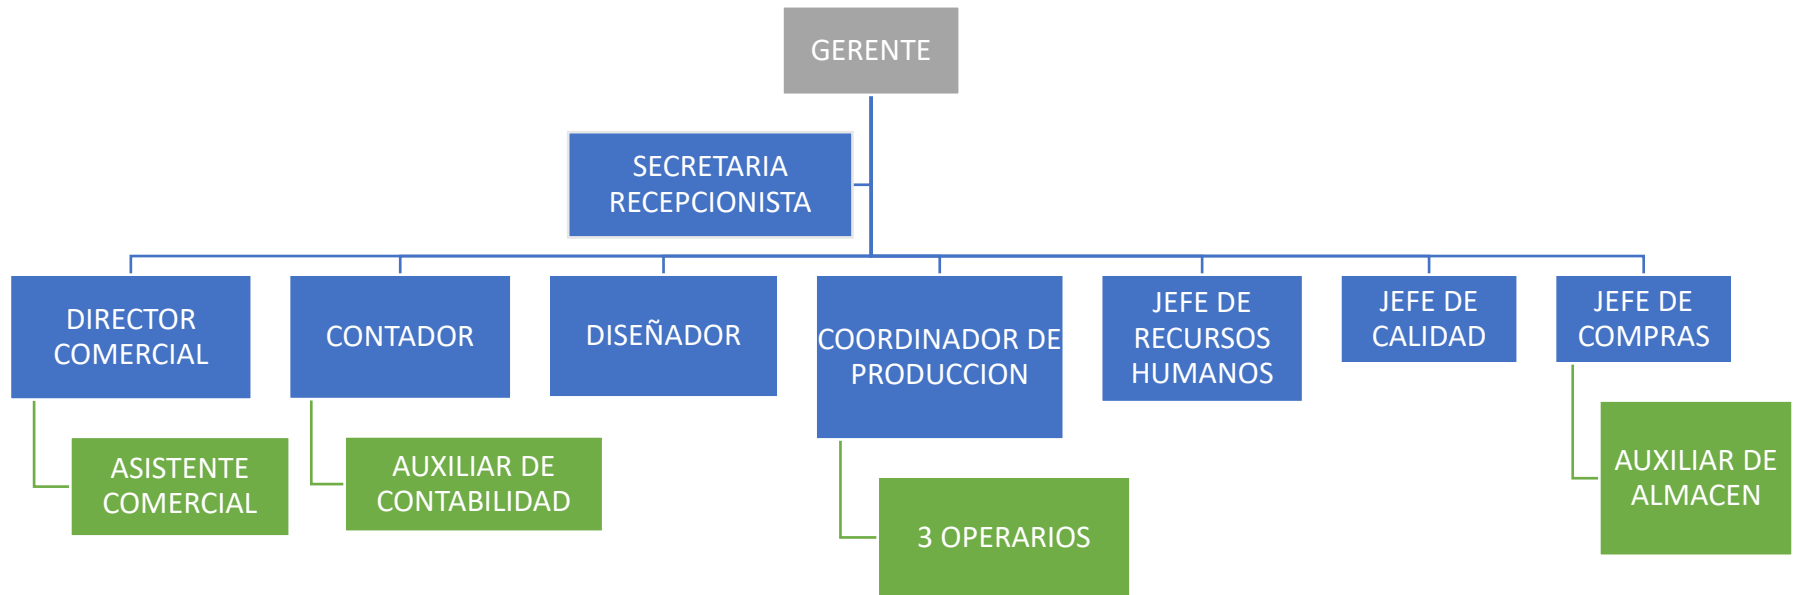 GERENTE
SECRETARIA
RECEPCIONISTA
DIRECTOR
COMERCIAL
CONTADOR
DISEÑADOR
COORDINADOR DE
PRODUCCION
JEFE DE
RECURSOS
HUMANOS
JEFE DE
CALIDAD
JEFE DE
COMPRAS
ASISTENTE
COMERCIAL
AUXILIAR DE
CONTABILIDAD
3 OPERARIOS
AUXILIAR DE
ALMACEN